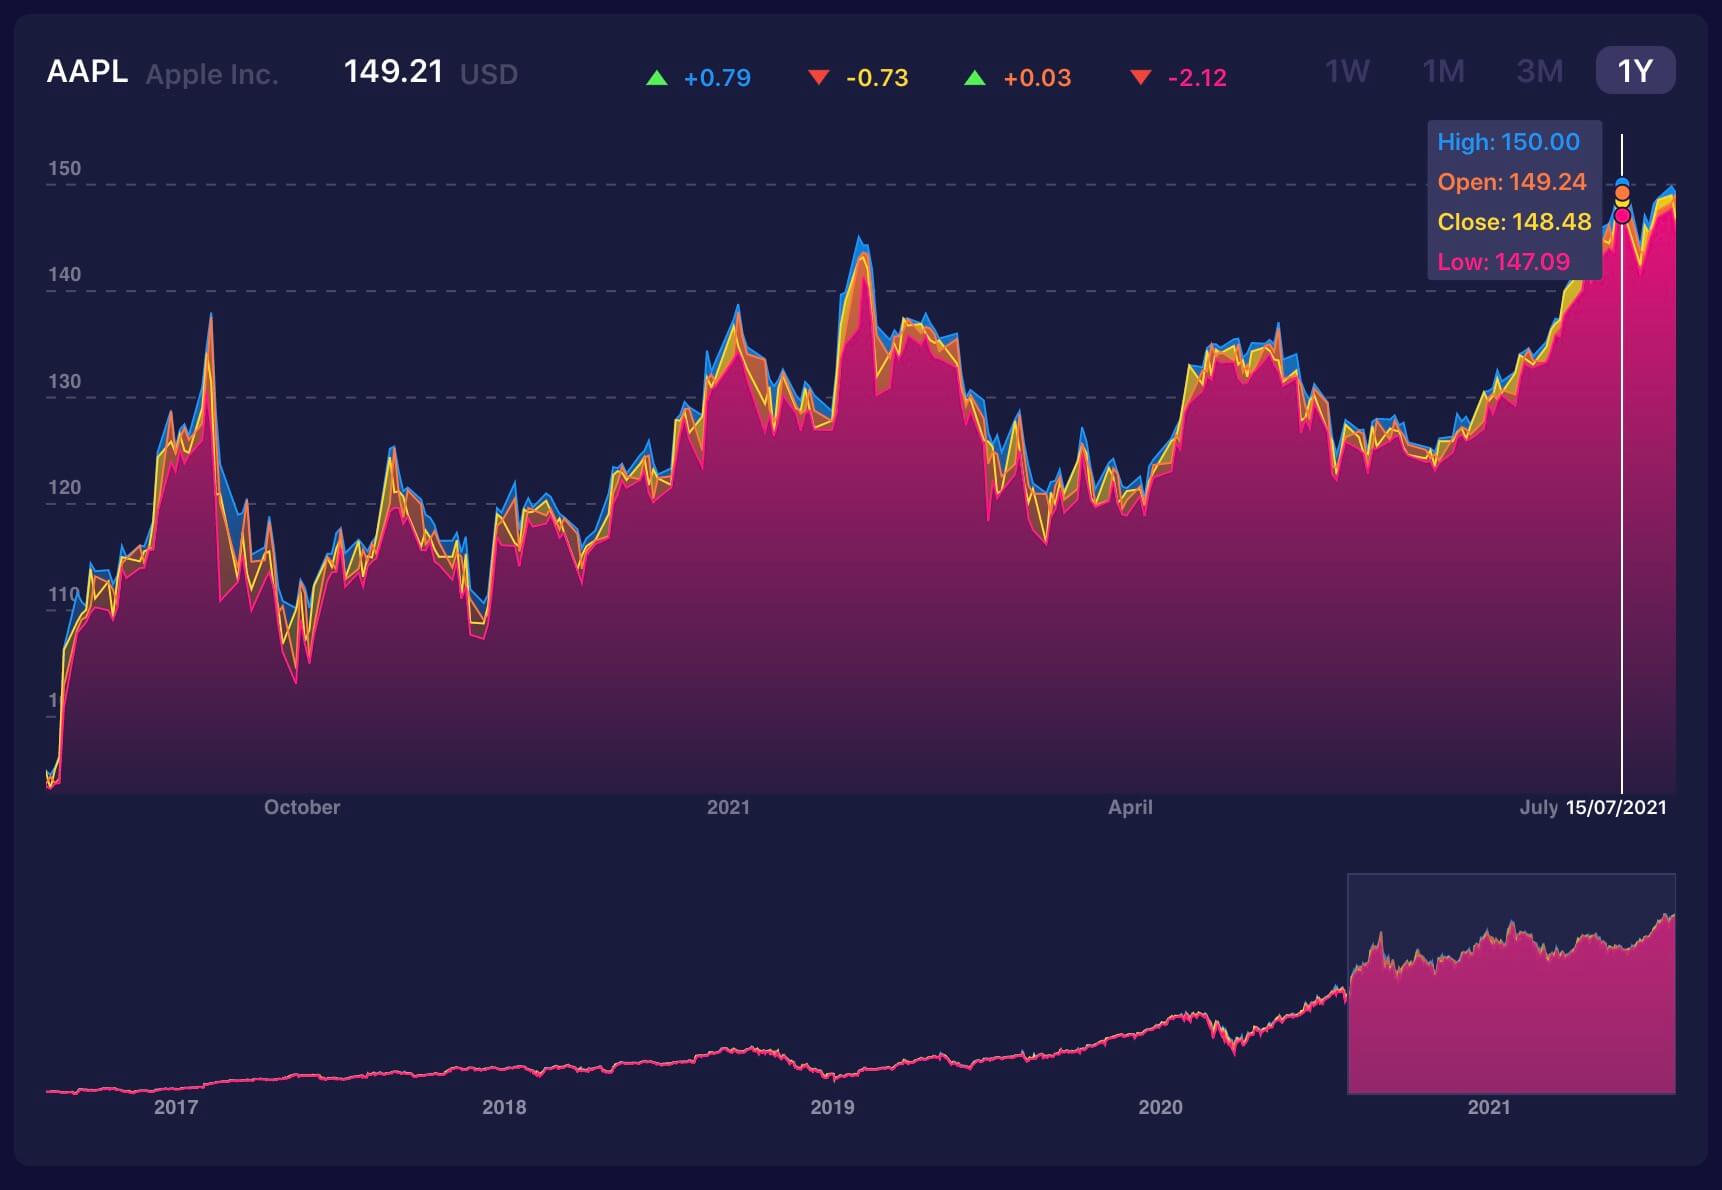 AAPL Apple Inc. 149.21 USD +0.79 -0.73 +0.03 -2.12 1W 1M 3M 1Y
High: 150.00
Open: 149.24
Close: 148.48
Low: 147.09
150
140
130
120
110
1
October 2021 April July 15/07/2021
2017 2018 2019 2020 2021